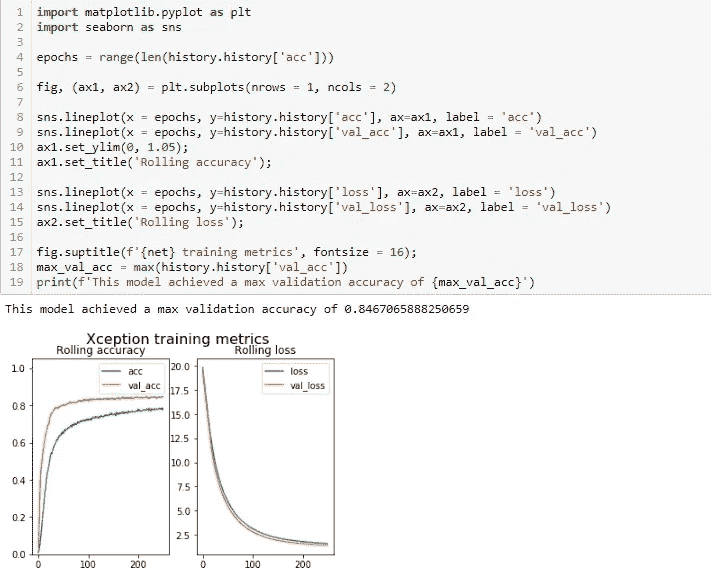 1 import matplotlib.pyplot as plt
2 import seaborn as sns
3
4 epochs = range(len(history.history['acc']))
5
6 fig, (ax1, ax2) = plt.subplots(nrows = 1, ncols = 2)
7
8 sns.lineplot(x = epochs, y=history.history['acc'], ax=ax1, label = 'acc')
9 sns.lineplot(x = epochs, y=history.history['val_acc'], ax=ax1, label = 'val_acc')
10 ax1.set_ylim(0, 1.05);
11 ax1.set_title('Rolling accuracy');
12
13 sns.lineplot(x = epochs, y=history.history['loss'], ax=ax2, label = 'loss')
14 sns.lineplot(x = epochs, y=history.history['val_loss'], ax=ax2, label = 'val_loss')
15 ax2.set_title('Rolling loss');
16
17 fig.suptitle(f'{net} training metrics', fontsize = 16);
18 max_val_acc = max(history.history['val_acc'])
19 print(f'This model achieved a max validation accuracy of {max_val_acc}')
This model achieved a max validation accuracy of 0.8467065888250659
Xception training metrics
Rolling accuracy
1.0
0.8
0.6
0.4
0.2
0.0
acc
val_acc
0 100 200
Rolling loss
20.0
17.5
15.0
12.5
10.0
7.5
5.0
2.5
loss
val_loss
0 100 200